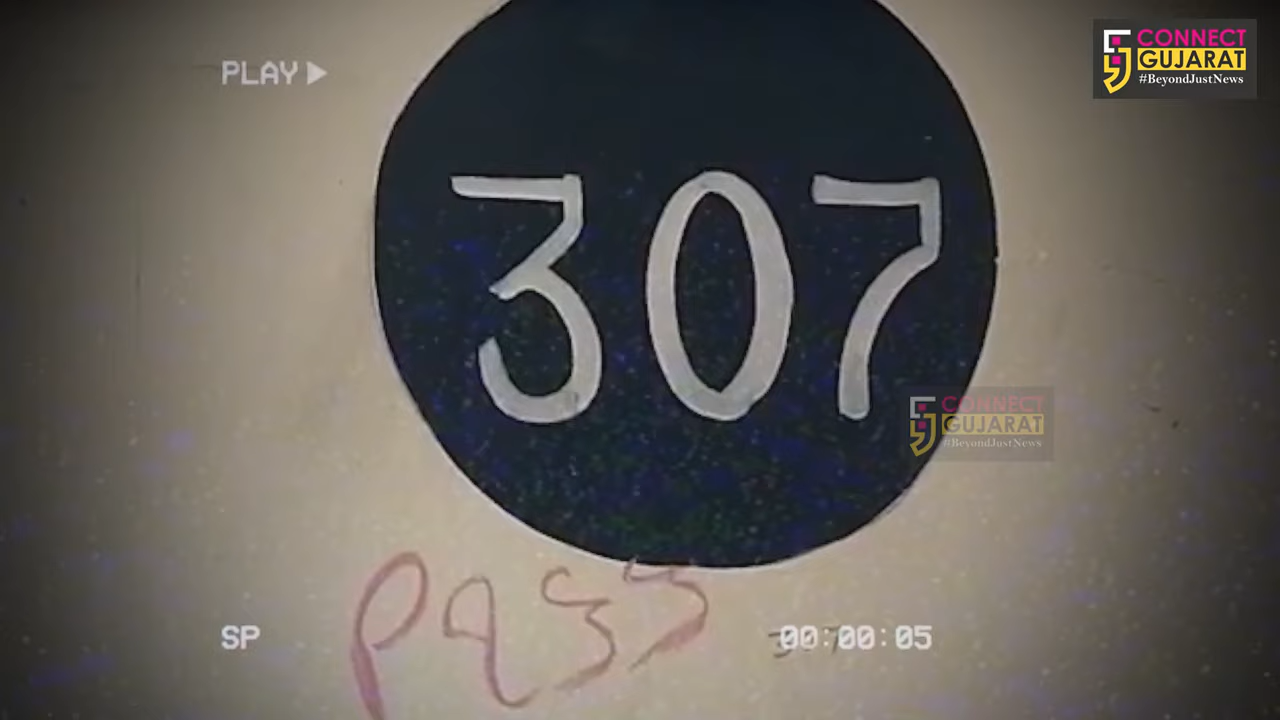 PLAY
CONNECT
GUJARAT
#BeyondJustNews
307
CONNECT
GUJARAT
#BeyondJustNews
Pass
SP
00:00:05